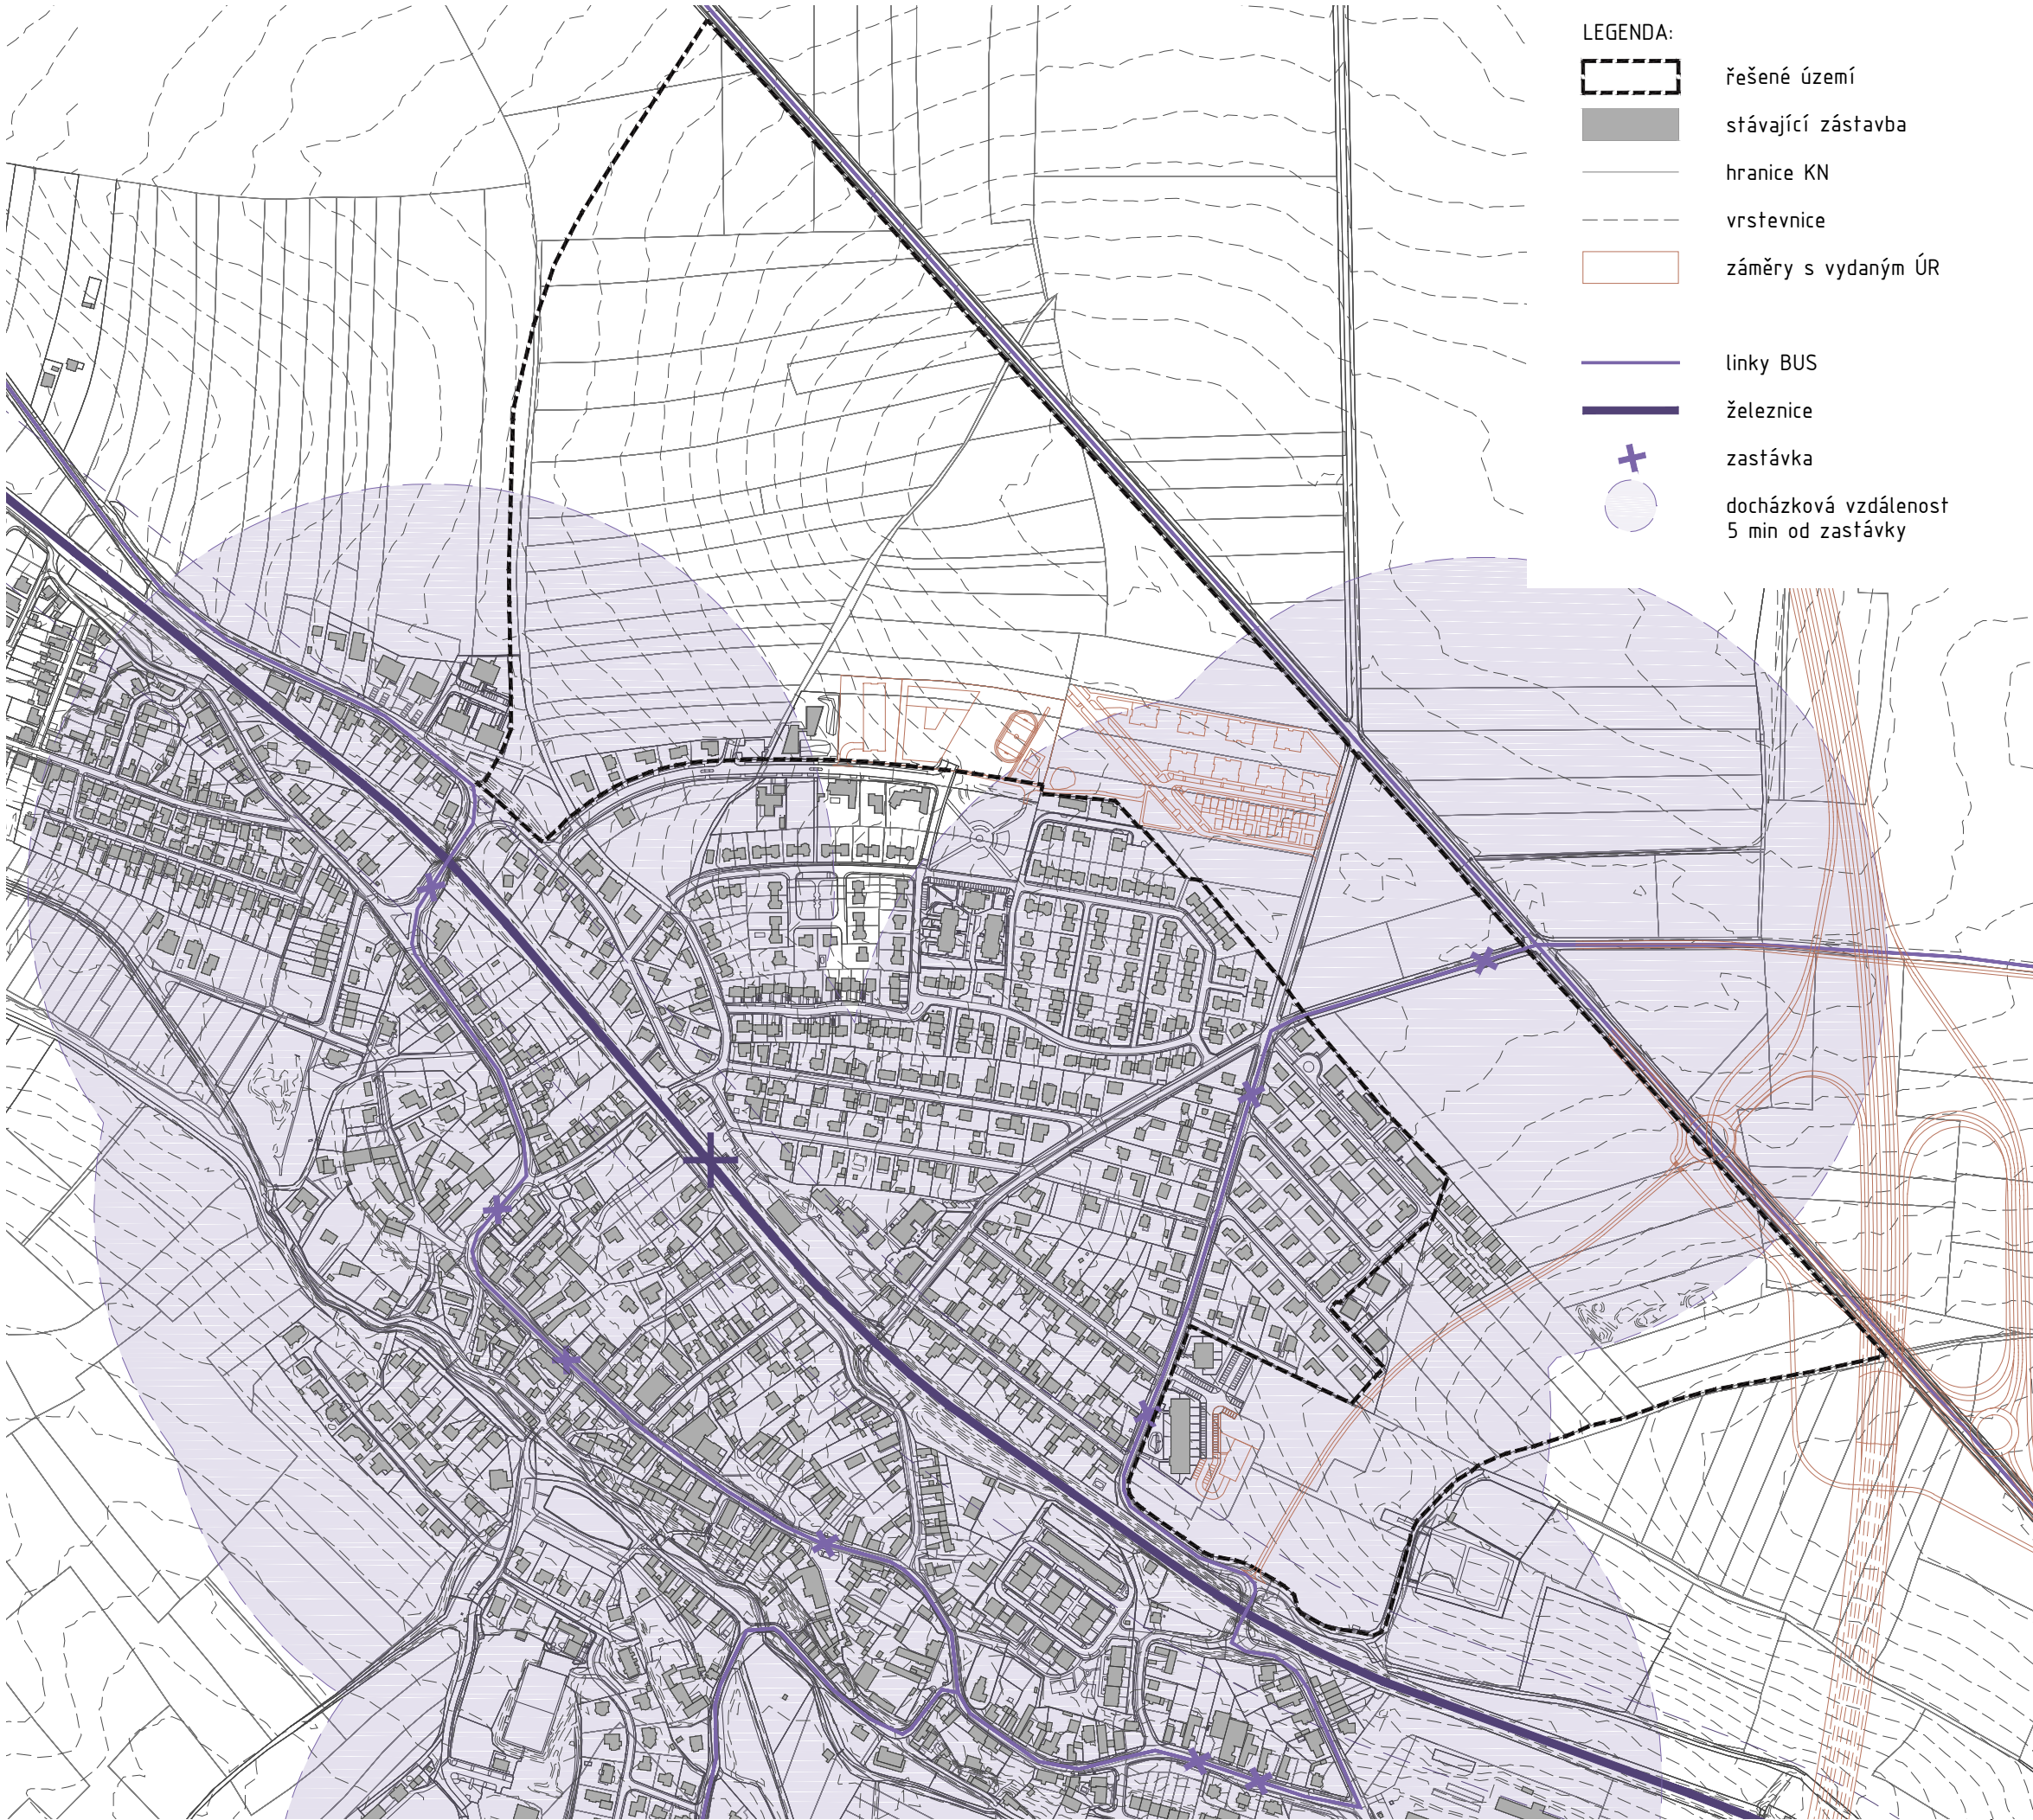 LEGENDA:
řešené území
stávající zástavba
hranice KN
vrstevnice
záměry s vydaným ÚR
linky BUS
železnice
zastávka
docházková vzdálenost
5 min od zastávky